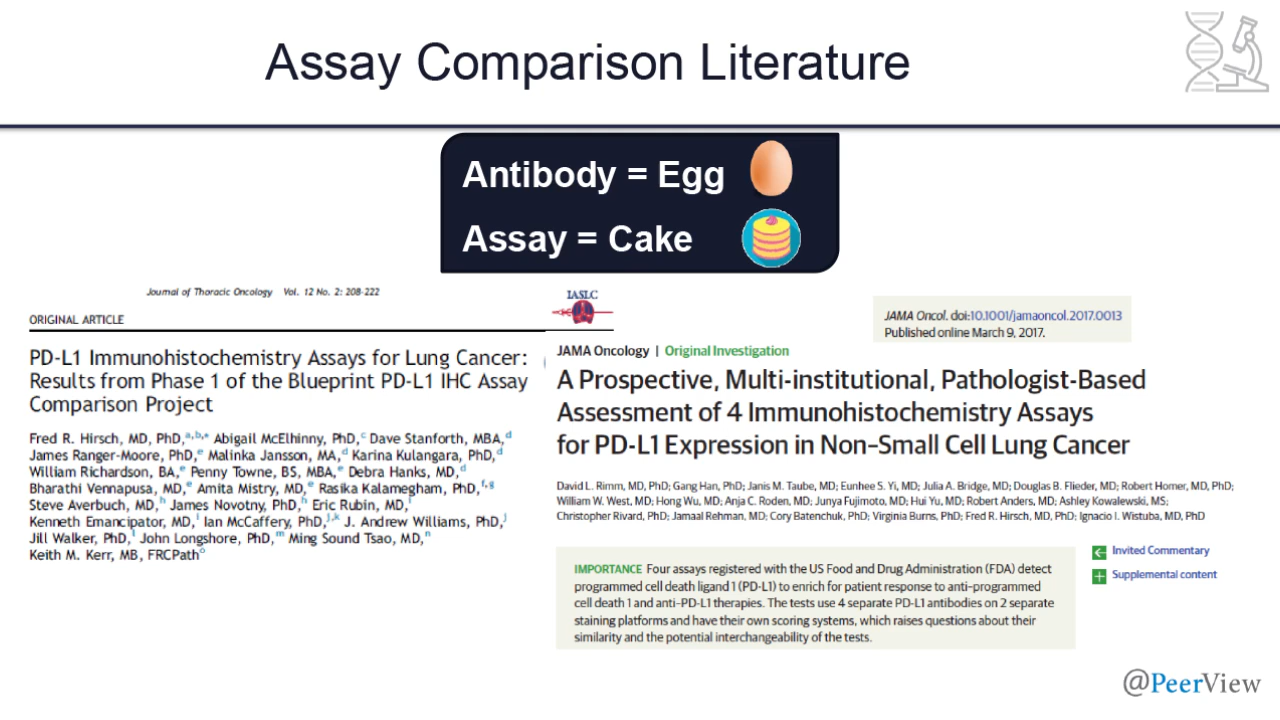 Assay Comparison Literature
Antibody = Egg
Assay = Cake
Journal of Thoracic Oncology Vol. 12 No. 2: 208-222
ORIGINAL ARTICLE
PD-L1 Immunohistochemistry Assays for Lung Cancer:
Results from Phase 1 of the Blueprint PD-L1 IHC Assay
Comparison Project
Fred R. Hirsch, MD, PhD,a,b,* Abigail McElhinny, PhD,c Dave Stanforth, MBA,d
James Ranger-Moore, PhD,e Malinka Jansson, MA,d Karina Kulangara, PhD,d
William Richardson, BA,e Penny Towne, BS, MBA,e Debra Hanks, MD,d
Bharathi Vennapusa, MD,e Amita Mistry, MD,e Rasika Kalamegham, PhD,f,g
Steve Averbuch, MD,h James Novotny, PhD,h Eric Rubin, MD,i
Kenneth Emancipator, MD,i Ian McCaffery, PhD,j,k J. Andrew Williams, PhD,j
Jill Walker, PhD,l John Longshore, PhD,m Ming Sound Tsao, MD,n
Keith M. Kerr, MB, FRCPatho
IASLC
JAMA Oncol. doi:10.1001/jamaoncol.2017.0013
Published online March 9, 2017.
JAMA Oncology | Original Investigation
A Prospective, Multi-institutional, Pathologist-Based
Assessment of 4 Immunohistochemistry Assays
for PD-L1 Expression in Non–Small Cell Lung Cancer
David L. Rimm, MD, PhD; Gang Han, PhD; Janis M. Taube, MD; Eunhee S. Yi, MD; Julia A. Bridge, MD; Douglas B. Flieder, MD; Robert Homer, MD, PhD;
William W. West, MD; Hong Wu, MD; Anja C. Roden, MD; Junya Fujimoto, MD; Hui Yu, MD; Robert Anders, MD; Ashley Kowalewski, MS;
Christopher Rivard, PhD; Jamaal Rehman, MD; Cory Batenchuk, PhD; Virginia Burns, PhD; Fred R. Hirsch, MD, PhD; Ignacio I. Wistuba, MD, PhD
IMPORTANCE Four assays registered with the US Food and Drug Administration (FDA) detect
programmed cell death ligand 1 (PD-L1) to enrich for patient response to anti–programmed
cell death 1 and anti–PD-L1 therapies. The tests use 4 separate PD-L1 antibodies on 2 separate
staining platforms and have their own scoring systems, which raises questions about their
similarity and the potential interchangeability of the tests.
Invited Commentary
Supplemental content
@PeerView